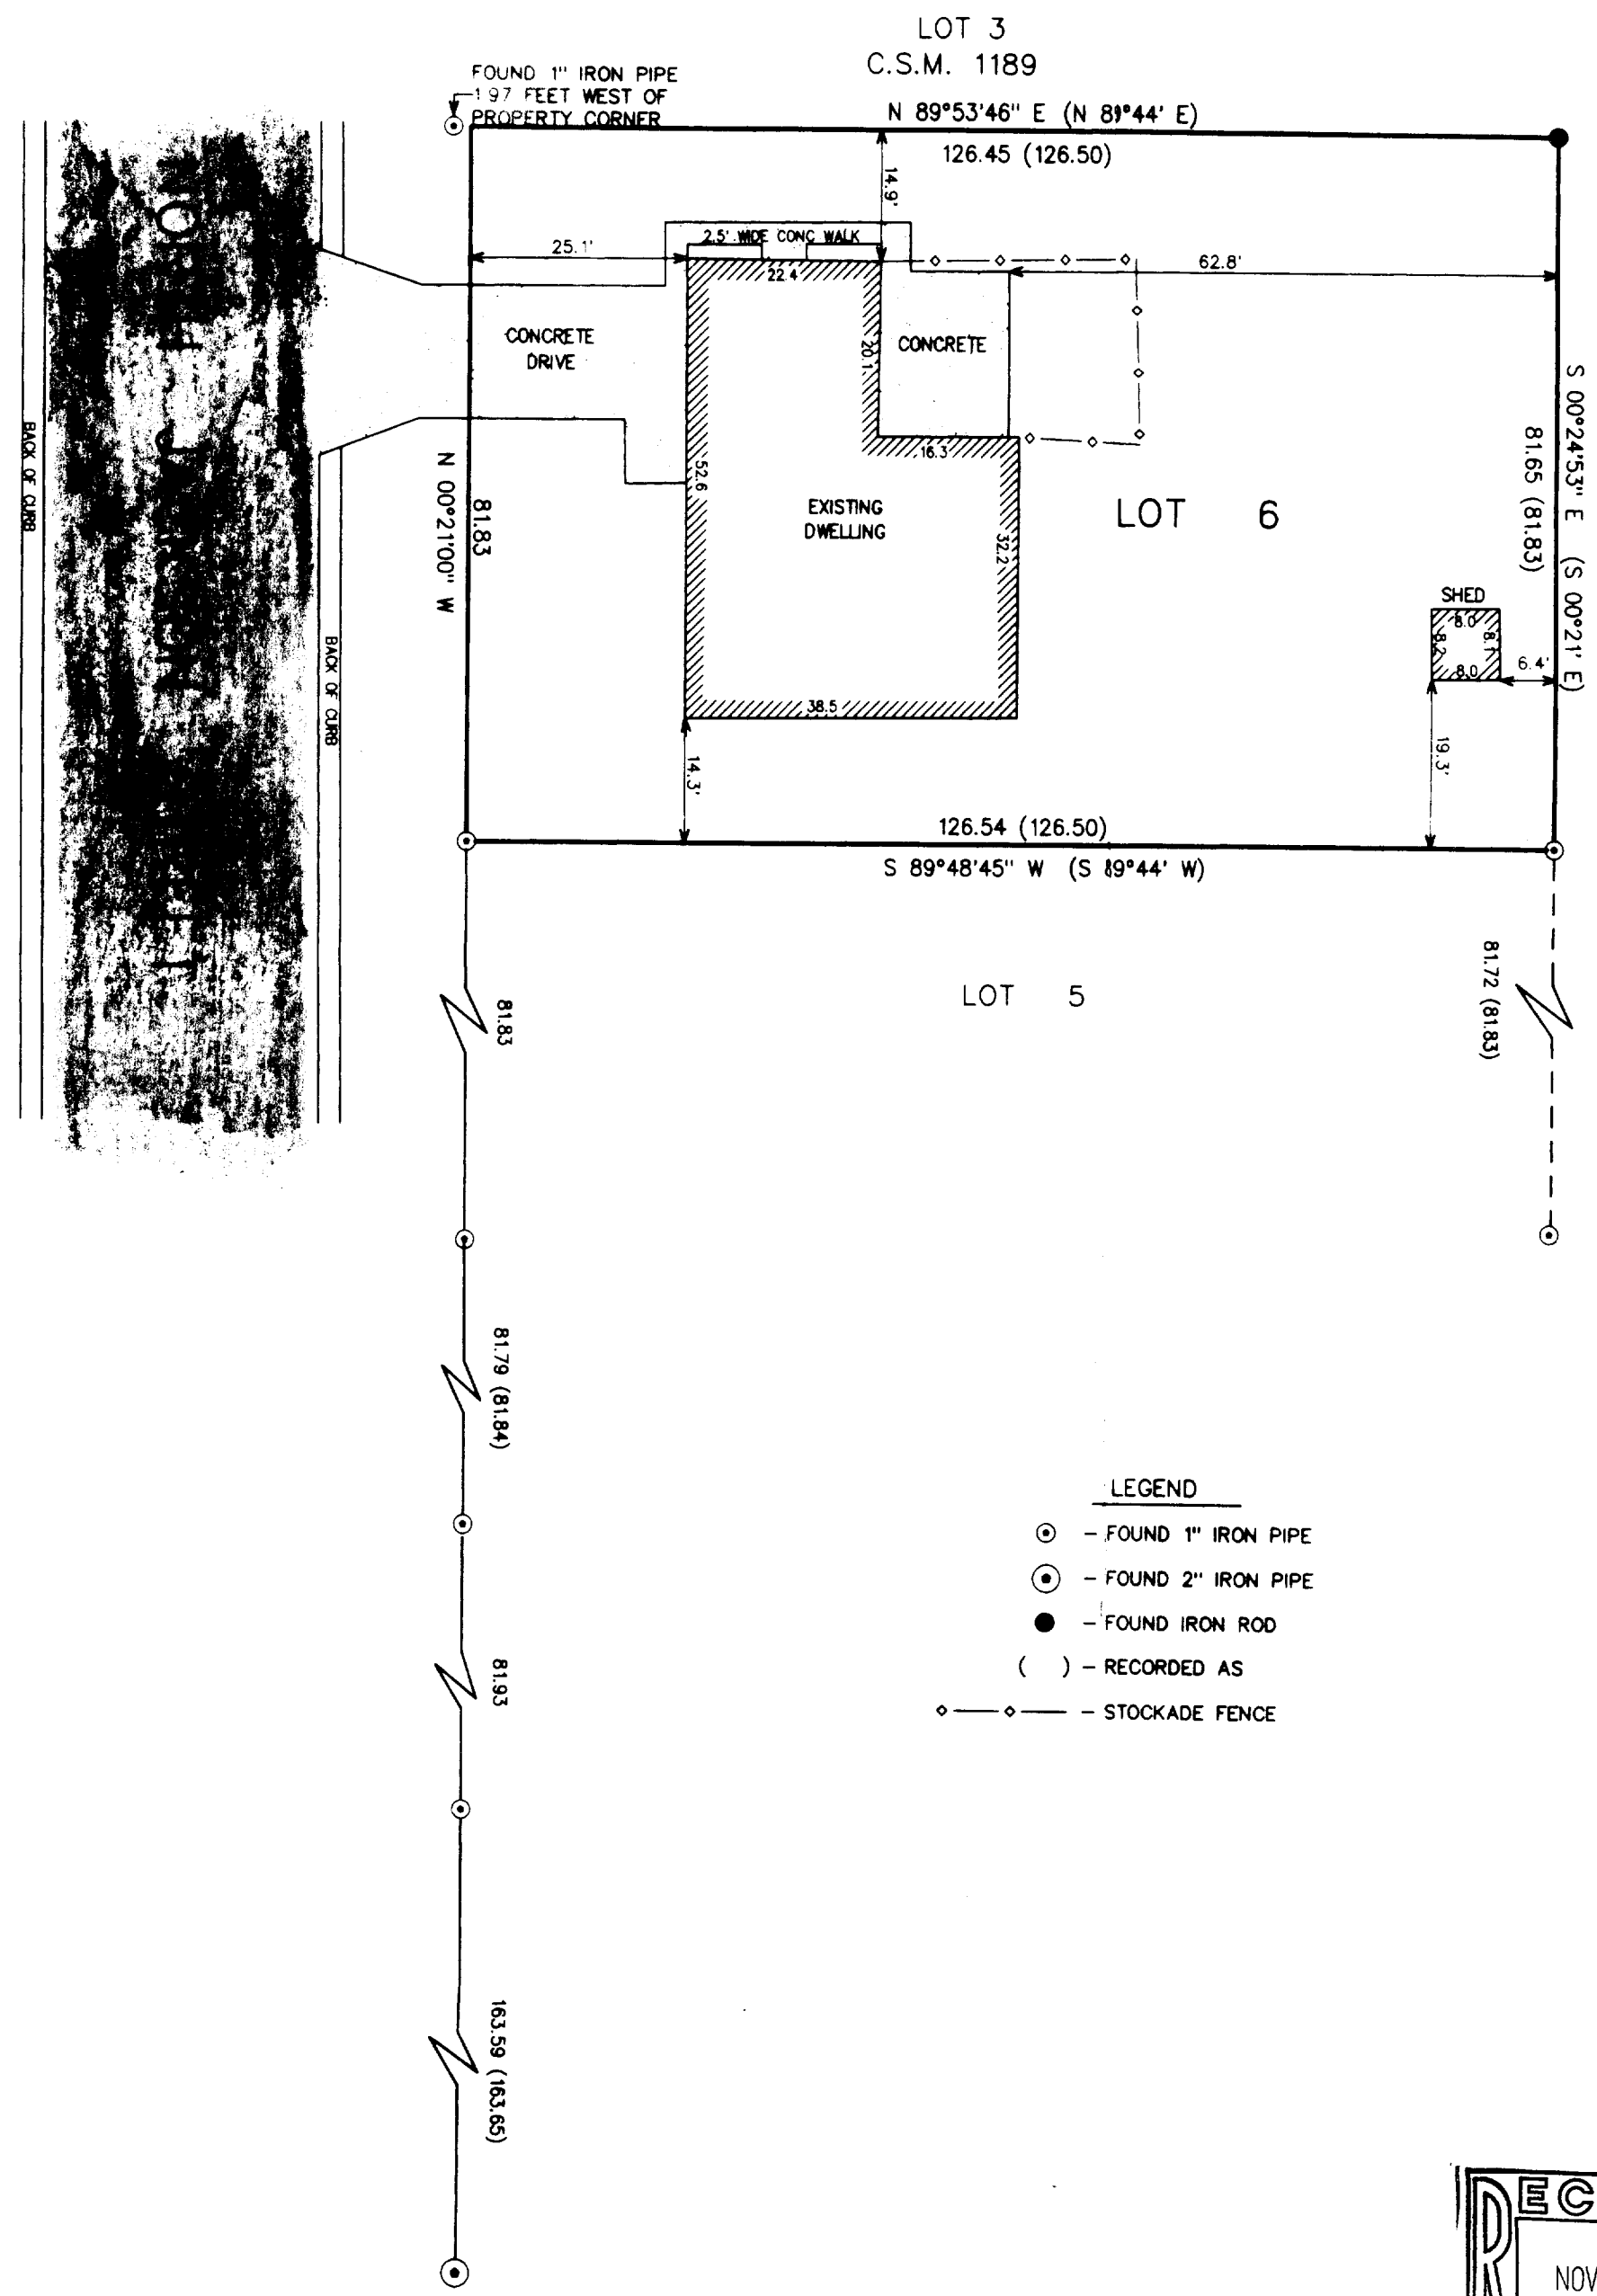 LOT 3
C.S.M. 1189
FOUND 1" IRON PIPE
1.97 FEET WEST OF
PROPERTY CORNER
N 89°53'46" E (N 89°44' E)
126.45 (126.50)
14.9'
2.5' WIDE CONC WALK
25.1'
22.4
62.8'
CONCRETE
DRIVE
20.1
CONCRETE
S 00°24'53" E (S 00°21' E)
81.65 (81.83)
BACK OF CURB
N 00°21'00" W
81.83
52.6
16.3
EXISTING
DWELLING
LOT 6
32.2
SHED
8.0
8.2
8.1
8.0
6.4'
BACK OF CURB
38.5
14.3'
19.3'
126.54 (126.50)
S 89°48'45" W (S 89°44' W)
LOT 5
81.83
81.72 (81.83)
81.79 (81.84)
LEGEND
- FOUND 1" IRON PIPE
- FOUND 2" IRON PIPE
- FOUND IRON ROD
( ) - RECORDED AS
- STOCKADE FENCE
81.93
163.59 (163.65)
NOV